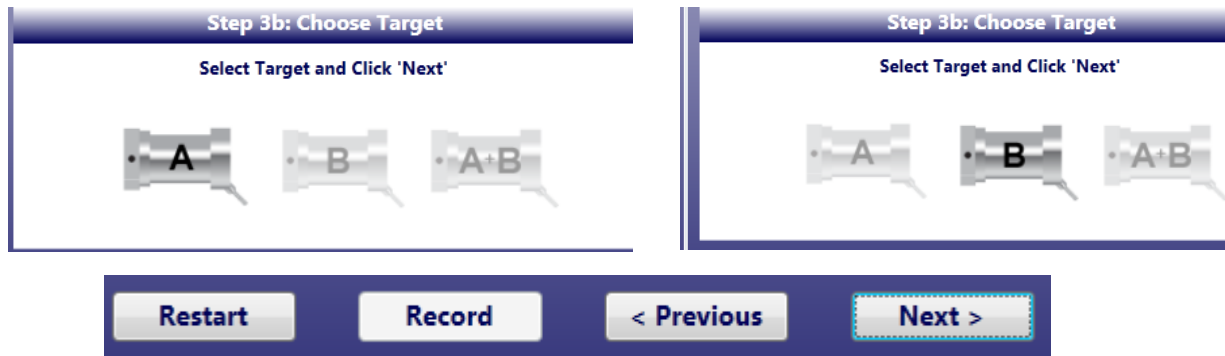 Step 3b: Choose Target
Select Target and Click 'Next'
A B A+B
Step 3b: Choose Target
Select Target and Click 'Next'
A B A+B
Restart Record < Previous Next >